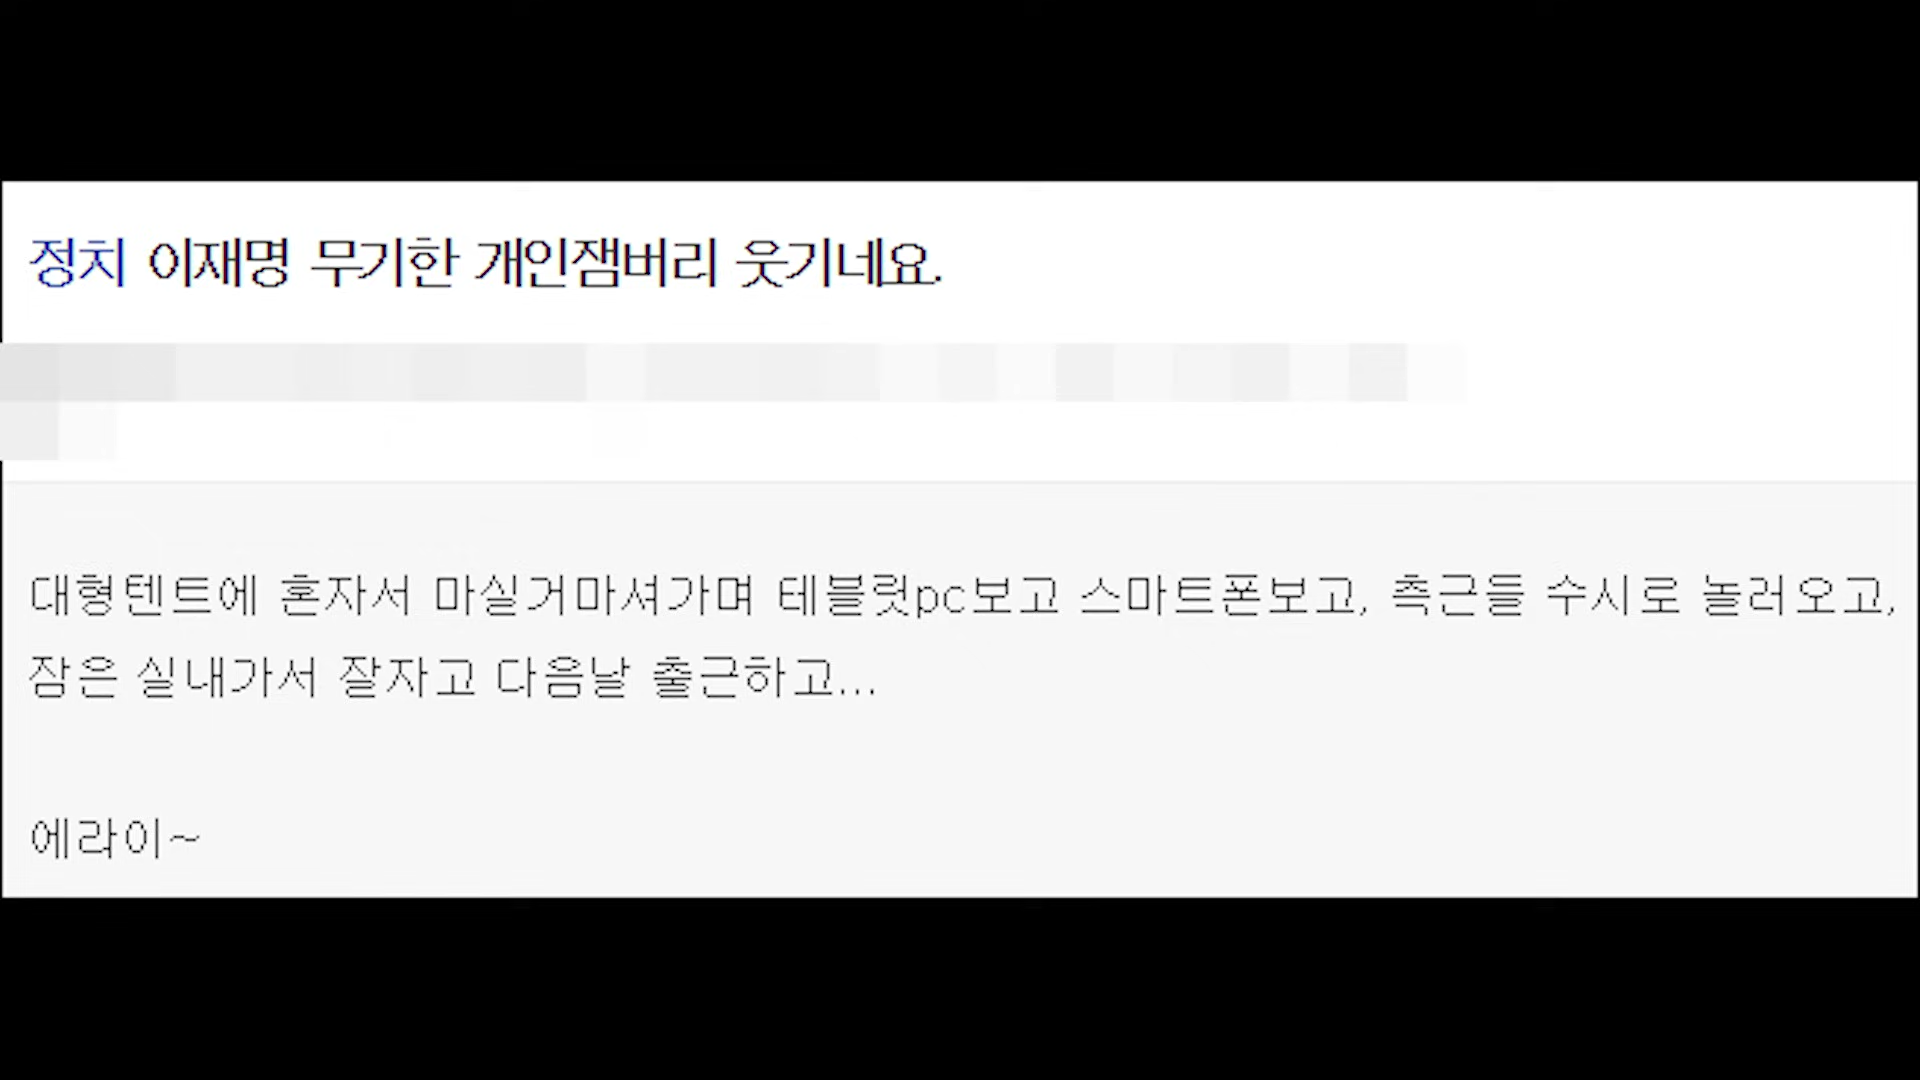 정치 이재명 무기한 개인잼버리 웃기네요.
대형텐트에 혼자서 마실거마셔가며 테블릿pc보고 스마트폰보고, 측근들 수시로 놀러오고,
잠은 실내가서 잘자고 다음날 출근하고...
에라이~